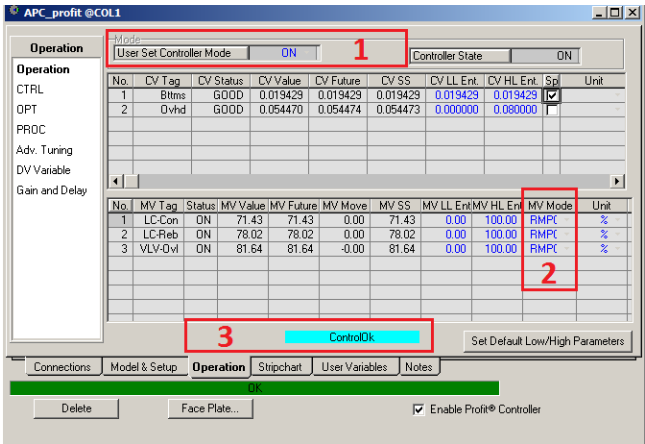 APC_profit @COL1
Operation
Operation
CTRL
OPT
PROC
Adv. Tuning
DV Variable
Gain and Delay
Mode
User Set Controller Mode ON 1 Controller State ON
No. CV Tag CV Status CV Value CV Future CV SS CV LL Ent. CV HL Ent. Sp Unit
1 Bttms GOOD 0.019429 0.019429 0.019429 0.019429 0.019429
2 Ovhd GOOD 0.054470 0.054474 0.054473 0.000000 0.080000
No. MV Tag Status MV Value MV Future MV Move MV SS MV LL Ent MV HL Ent MV Mode Unit
1 LC-Con ON 71.43 71.43 0.00 71.43 0.00 100.00 RMPC %
2 LC-Reb ON 78.02 78.02 0.00 78.02 0.00 100.00 RMPC %
3 VLV-Ovl ON 81.64 81.64 -0.00 81.64 0.00 100.00 RMPC %
2
3 ControlOk
Set Default Low/High Parameters
Connections Model & Setup Operation Stripchart User Variables Notes
OK
Delete Face Plate... Enable Profit® Controller